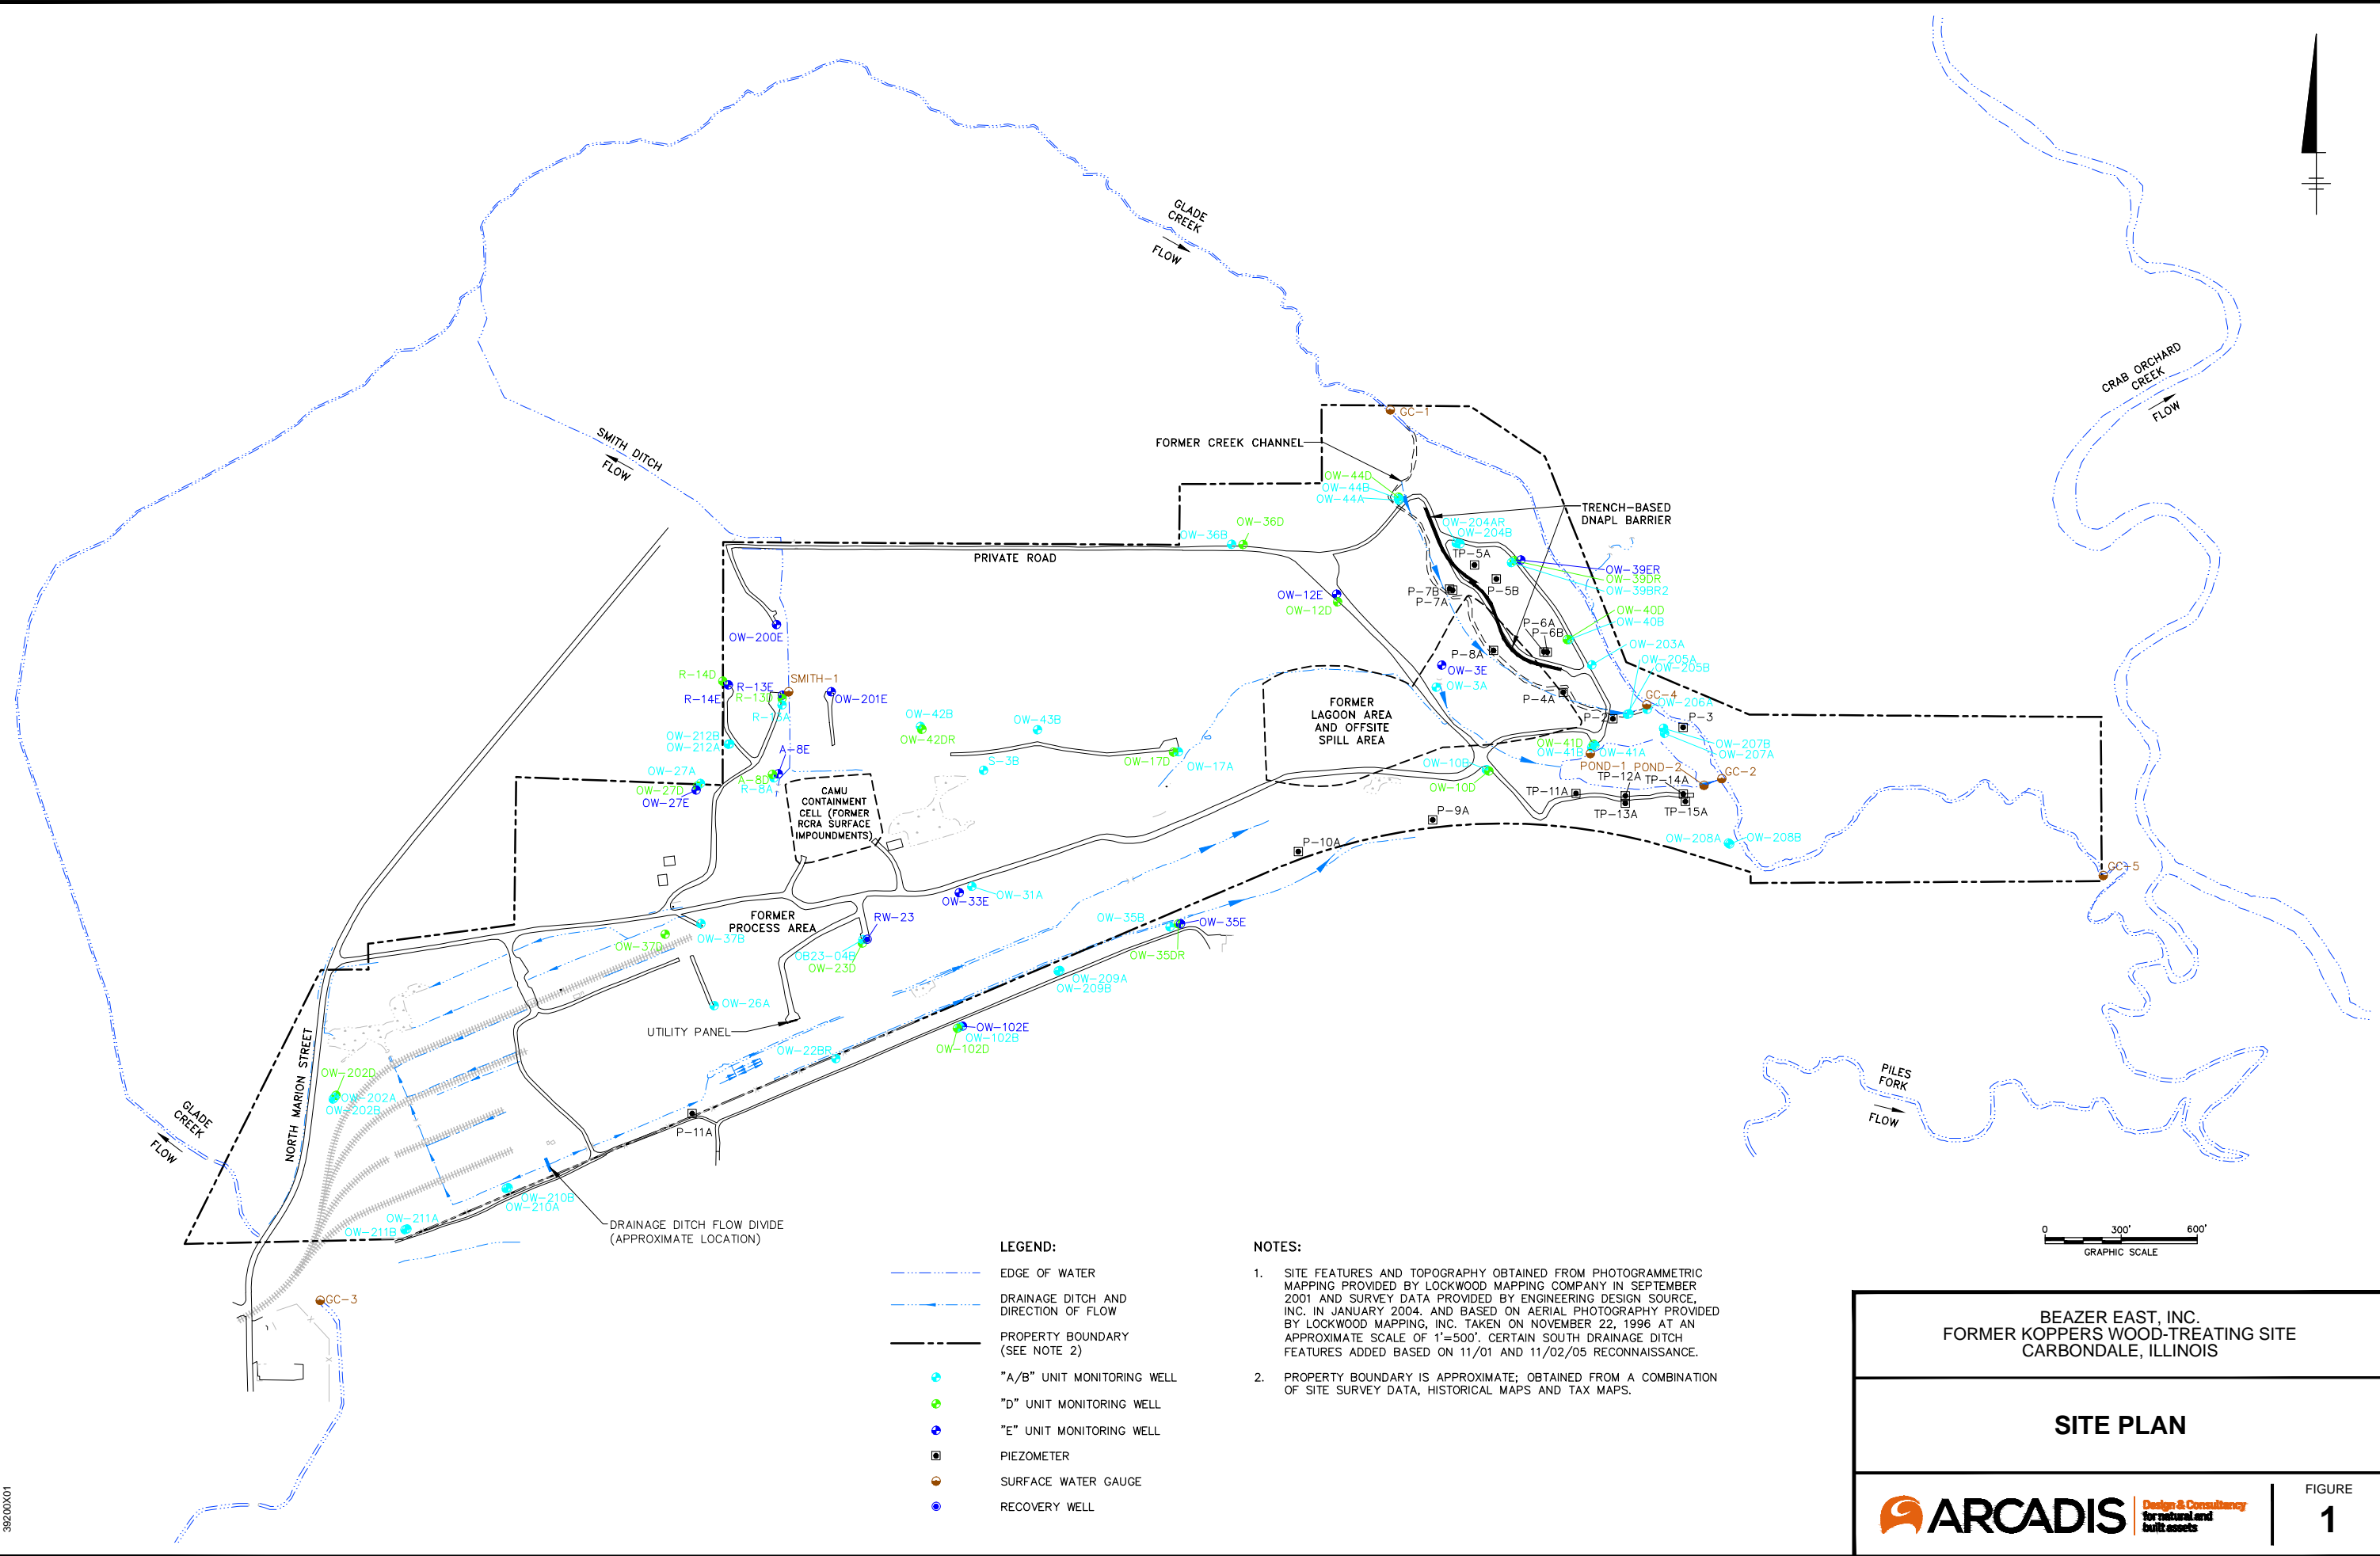 GLADE
CREEK
FLOW
CRAB ORCHARD
CREEK
FLOW
SMITH DITCH
FLOW
GC-1
FORMER CREEK CHANNEL
OW-44D
OW-44B
OW-44A
TRENCH-BASED
DNAPL BARRIER
OW-36D
OW-36B
OW-204AR
OW-204B
PRIVATE ROAD
TP-5A
OW-39ER
OW-39DR
OW-39BR2
P-7B
P-7A
P-5B
OW-12E
OW-12D
OW-40D
OW-40B
P-6A
P-6B
OW-200E
OW-203A
P-8A
OW-205A
OW-205B
OW-3E
OW-3A
R-14D
R-14E
R-13E
R-13D
R-13A
SMITH-1
OW-201E
P-4A
GC-4
OW-206A
P-2
P-3
FORMER
LAGOON AREA
AND OFFSITE
SPILL AREA
OW-42B
OW-42DR
OW-43B
OW-212B
OW-212A
A-8E
A-8D
R-8A
OW-17D
OW-17A
S-3B
OW-41D
OW-41B
OW-41A
OW-207B
OW-207A
POND-1
POND-2
GC-2
OW-10B
OW-10D
TP-12A
TP-14A
TP-11A
TP-13A
TP-15A
OW-27A
OW-27D
OW-27E
CAMU
CONTAINMENT
CELL (FORMER
RCRA SURFACE
IMPOUNDMENTS)
P-9A
P-10A
OW-208A
OW-208B
GC-5
OW-33E
OW-31A
FORMER
PROCESS AREA
RW-23
OW-37D
OW-37B
OB23-04B
OW-23D
OW-35B
OW-35E
OW-35DR
OW-209A
OW-209B
OW-26A
UTILITY PANEL
OW-102E
OW-102B
OW-102D
OW-22BR
NORTH MARION STREET
OW-202D
OW-202A
OW-202B
GLADE
CREEK
FLOW
P-11A
PILES
FORK
FLOW
OW-210B
OW-210A
OW-211A
OW-211B
DRAINAGE DITCH FLOW DIVIDE
(APPROXIMATE LOCATION)
GC-3
LEGEND:
EDGE OF WATER
DRAINAGE DITCH AND
DIRECTION OF FLOW
PROPERTY BOUNDARY
(SEE NOTE 2)
"A/B" UNIT MONITORING WELL
"D" UNIT MONITORING WELL
"E" UNIT MONITORING WELL
PIEZOMETER
SURFACE WATER GAUGE
RECOVERY WELL
NOTES:
1. SITE FEATURES AND TOPOGRAPHY OBTAINED FROM PHOTOGRAMMETRIC
MAPPING PROVIDED BY LOCKWOOD MAPPING COMPANY IN SEPTEMBER
2001 AND SURVEY DATA PROVIDED BY ENGINEERING DESIGN SOURCE,
INC. IN JANUARY 2004. AND BASED ON AERIAL PHOTOGRAPHY PROVIDED
BY LOCKWOOD MAPPING, INC. TAKEN ON NOVEMBER 22, 1996 AT AN
APPROXIMATE SCALE OF 1'=500'. CERTAIN SOUTH DRAINAGE DITCH
FEATURES ADDED BASED ON 11/01 AND 11/02/05 RECONNAISSANCE.
2. PROPERTY BOUNDARY IS APPROXIMATE; OBTAINED FROM A COMBINATION
OF SITE SURVEY DATA, HISTORICAL MAPS AND TAX MAPS.
0 300' 600'
GRAPHIC SCALE
BEAZER EAST, INC.
FORMER KOPPERS WOOD-TREATING SITE
CARBONDALE, ILLINOIS
SITE PLAN
ARCADIS
Design & Consultancy
for natural and
built assets
FIGURE
1
39200X01